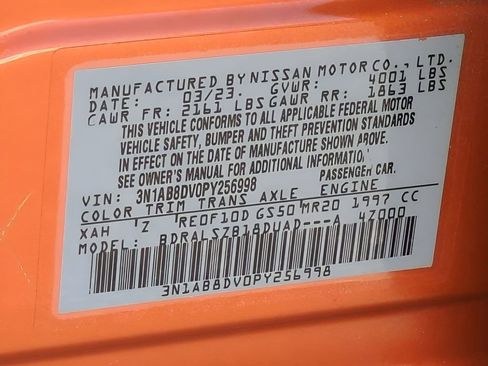 MANUFACTURED BY NISSAN MOTOR CO., LTD.
DATE: 03/23 GVWR: 4001 LBS
GAWR FR: 2161 LBS GAWR RR: 1863 LBS
THIS VEHICLE CONFORMS TO ALL APPLICABLE FEDERAL MOTOR
VEHICLE SAFETY, BUMPER AND THEFT PREVENTION STANDARDS
IN EFFECT ON THE DATE OF MANUFACTURE SHOWN ABOVE.
SEE OWNER'S MANUAL FOR ADDITIONAL INFORMATION.
VIN: 3N1AB8DV0PY256998 PASSENGER CAR.
COLOR TRIM TRANS AXLE ENGINE
XAH Z RE0F10D GS50 MR20 1997 CC
MODEL: BDRALSZB18DUAD---A 4Z000
3N1AB8DV0PY256998